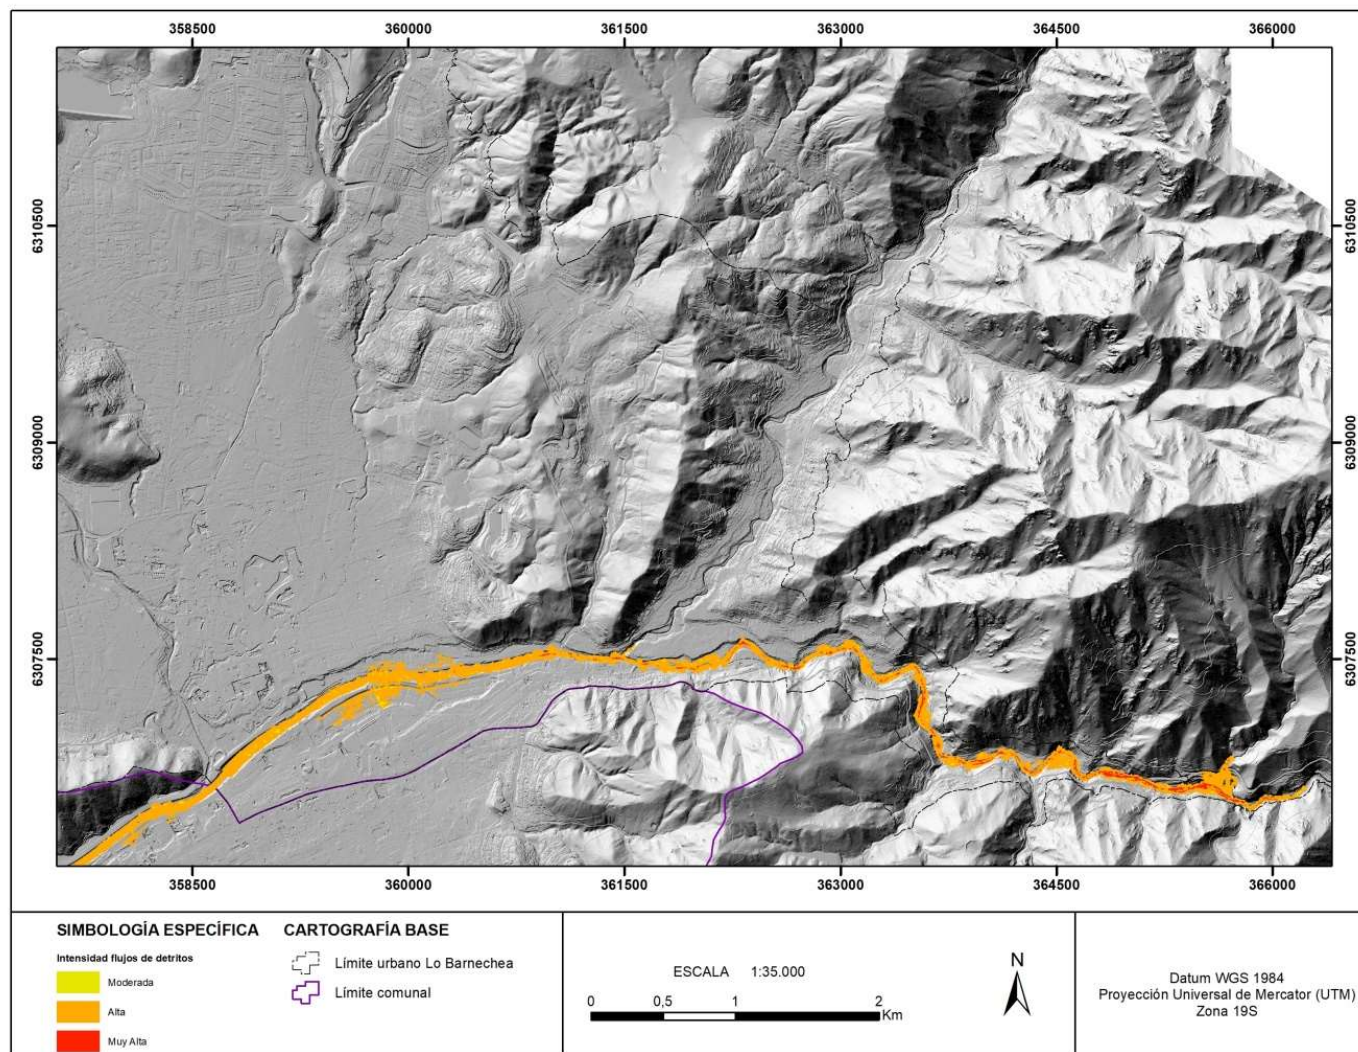 358500 360000 361500 363000 364500 366000
6310500 6310500
6309000 6309000
6307500 6307500
358500 360000 361500 363000 364500 366000
SIMBOLOGÍA ESPECÍFICA
Intensidad flujos de detritos
Moderada
Alta
Muy Alta
CARTOGRAFÍA BASE
Límite urbano Lo Barnechea
Límite comunal
ESCALA 1:35.000
0 0,5 1 2
Km
N
Datum WGS 1984
Proyección Universal de Mercator (UTM)
Zona 19S